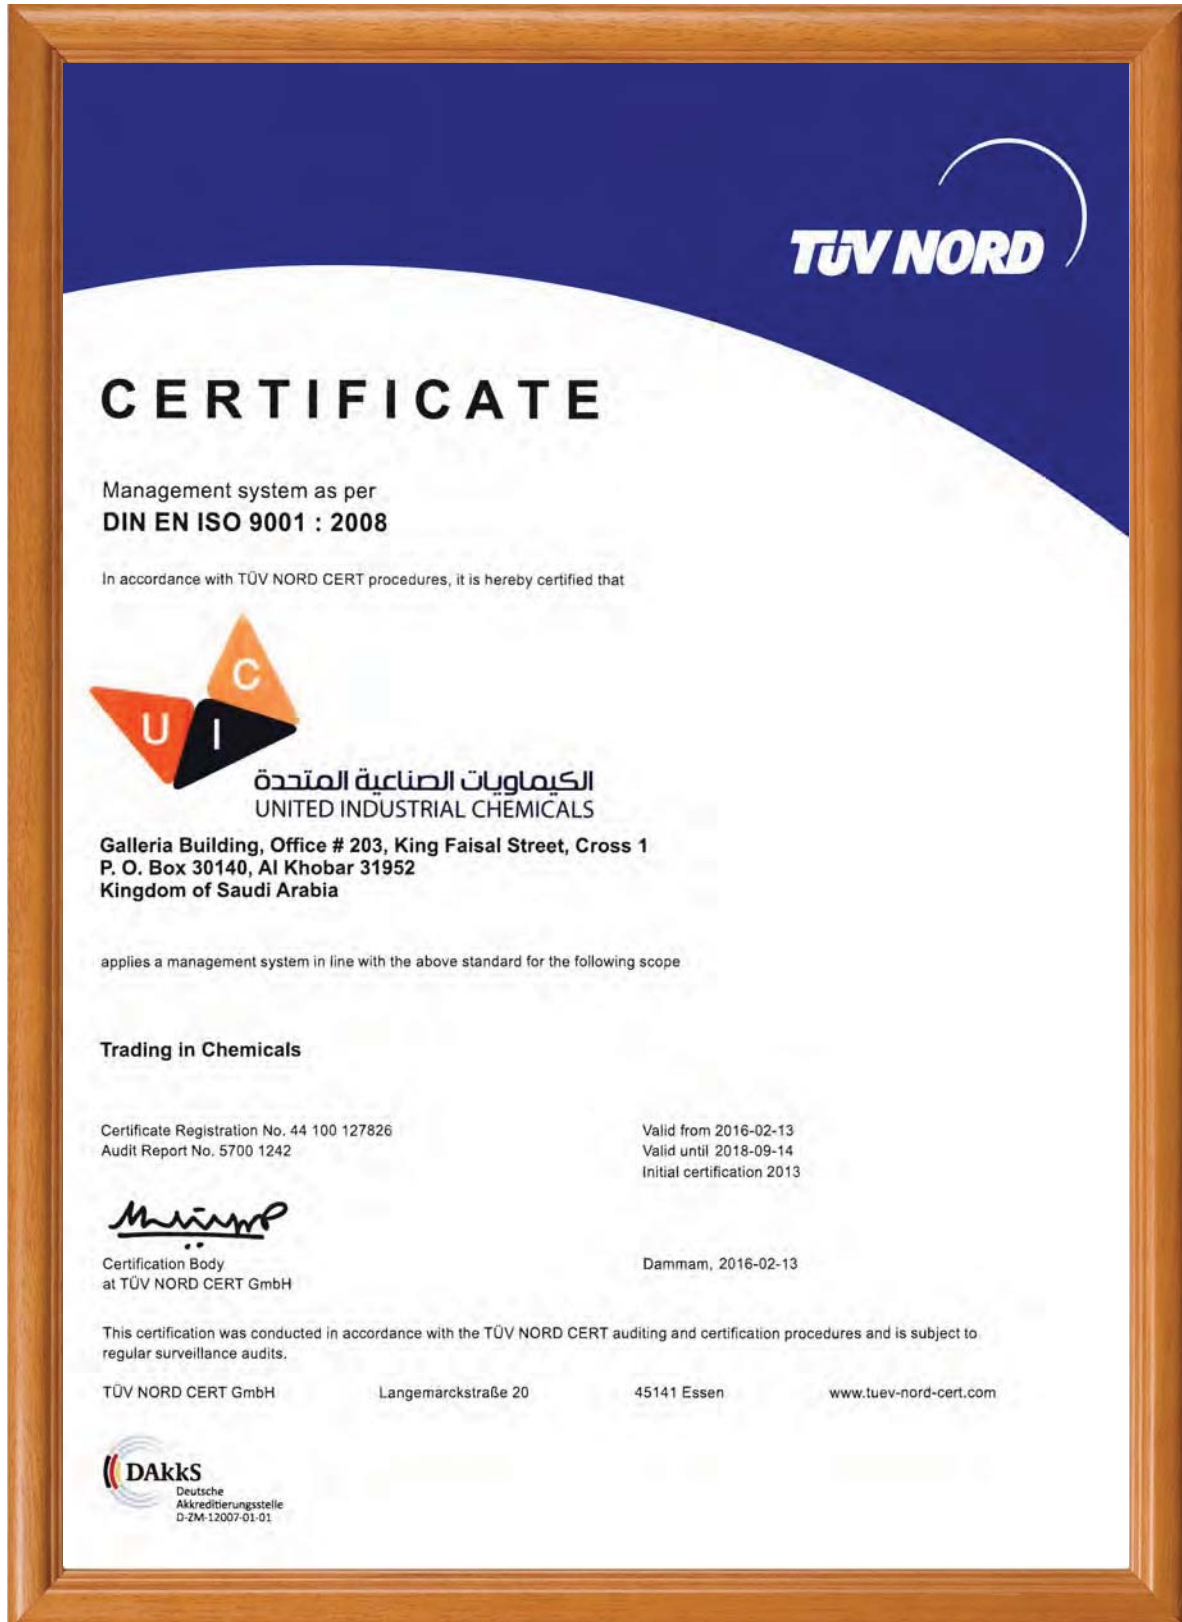 TÜV NORD
CERTIFICATE
Management system as per
DIN EN ISO 9001 : 2008
In accordance with TÜV NORD CERT procedures, it is hereby certified that
C
U I
الكيماويات الصناعية المتحدة
UNITED INDUSTRIAL CHEMICALS
Galleria Building, Office # 203, King Faisal Street, Cross 1
P. O. Box 30140, Al Khobar 31952
Kingdom of Saudi Arabia
applies a management system in line with the above standard for the following scope
Trading in Chemicals
Certificate Registration No. 44 100 127826
Audit Report No. 5700 1242
Valid from 2016-02-13
Valid until 2018-09-14
Initial certification 2013
Certification Body
at TÜV NORD CERT GmbH
Dammam, 2016-02-13
This certification was conducted in accordance with the TÜV NORD CERT auditing and certification procedures and is subject to
regular surveillance audits.
TÜV NORD CERT GmbH Langemarckstraße 20 45141 Essen www.tuev-nord-cert.com
DAkkS
Deutsche
Akkreditierungsstelle
D-ZM-12007-01-01